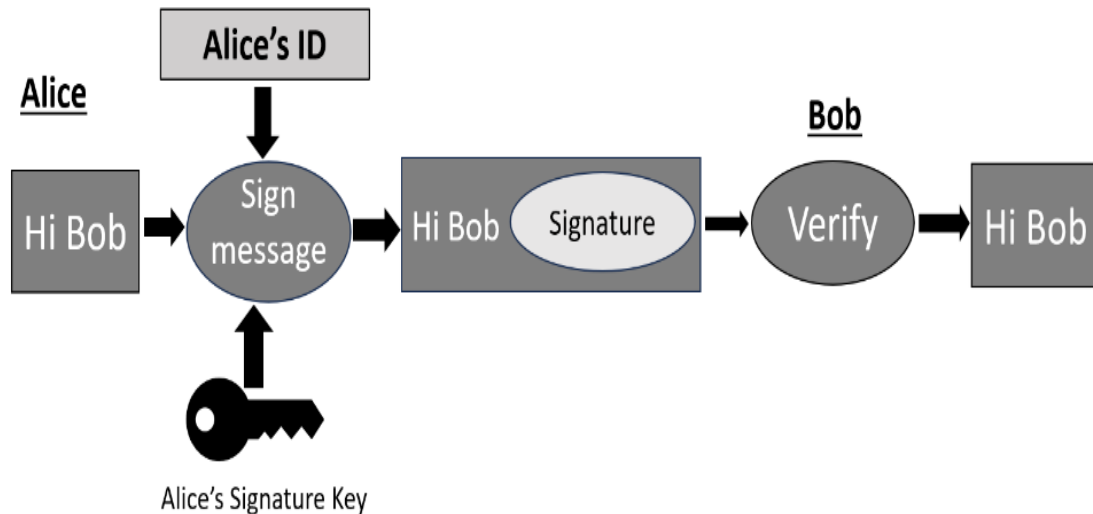 Alice's ID
Alice
Bob
Hi Bob
Sign
message
Hi Bob
Signature
Verify
Hi Bob
Alice's Signature Key